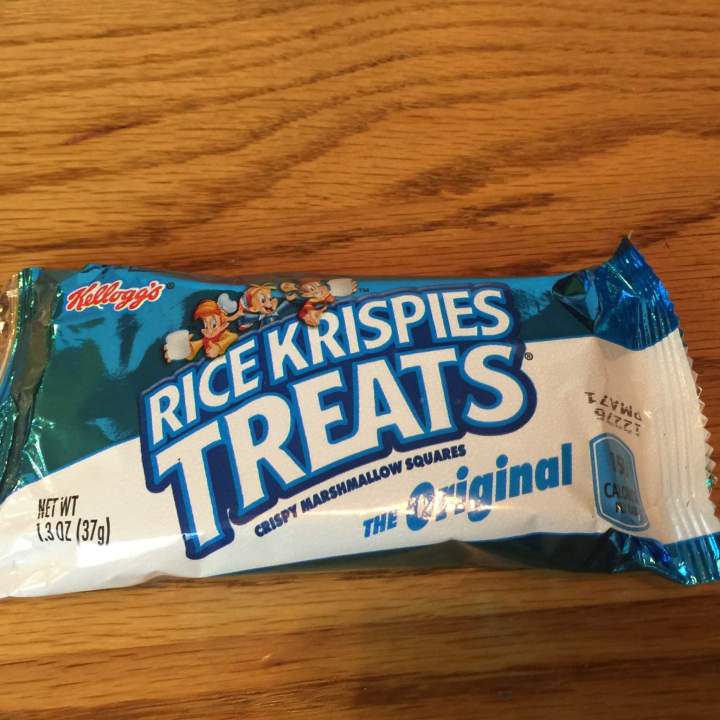 Kellogg's®
RICE KRISPIES
TREATS®
CRISPY MARSHMALLOW SQUARES
THE Original
NET WT
1.3 OZ (37g)